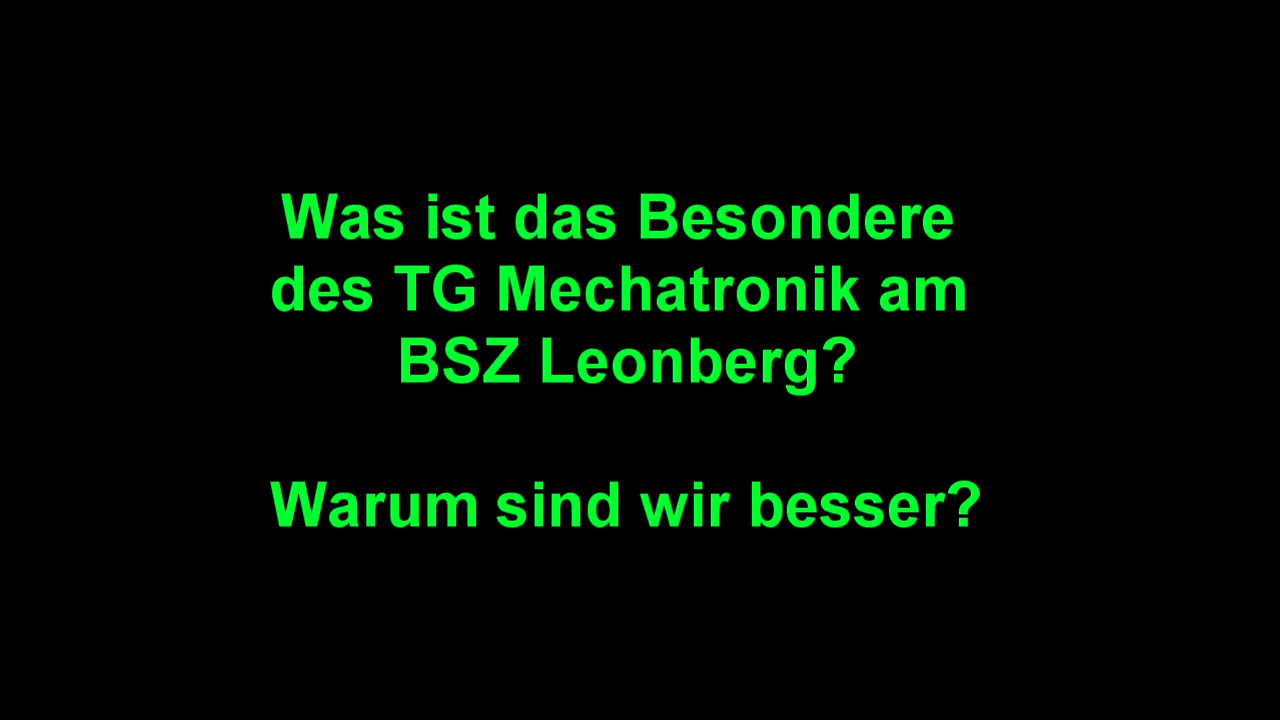 Was ist das Besondere
des TG Mechatronik am
BSZ Leonberg?
Warum sind wir besser?